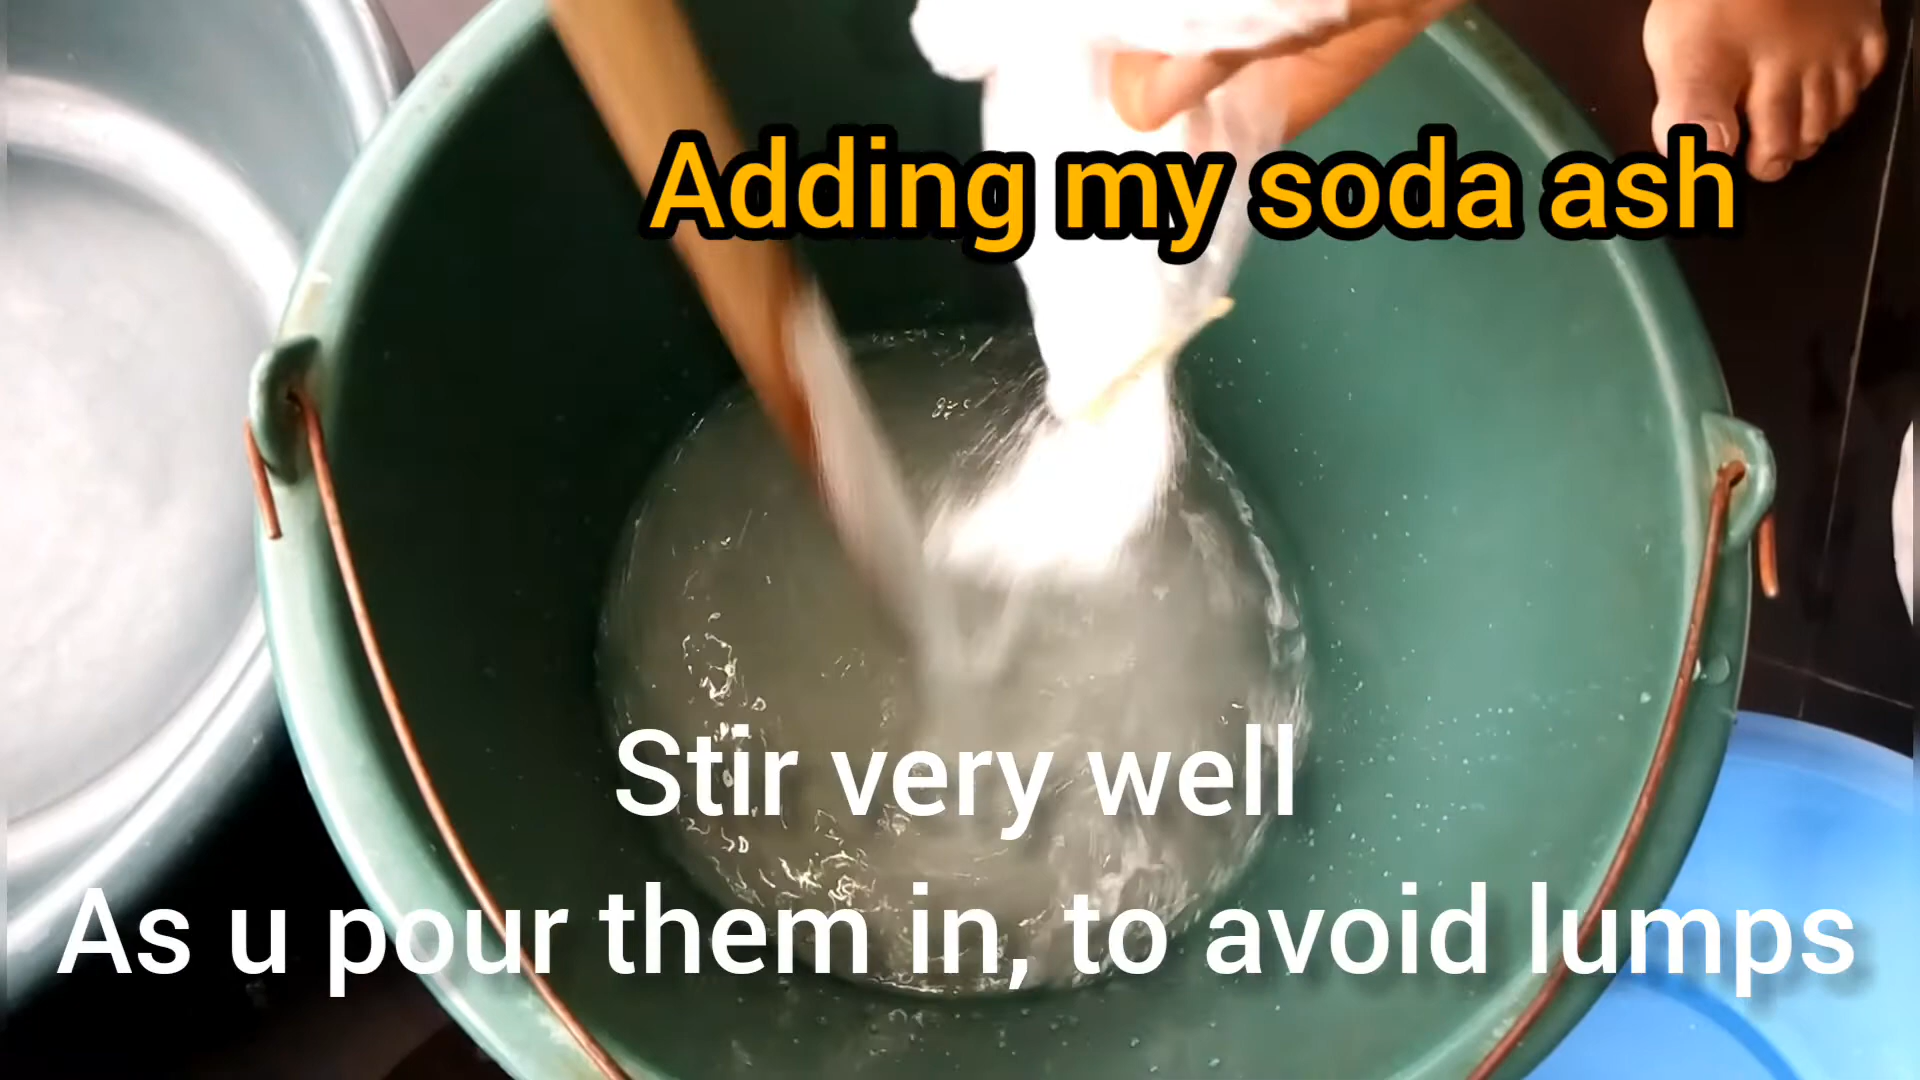 Adding my soda ash
Stir very well
As u pour them in, to avoid lumps